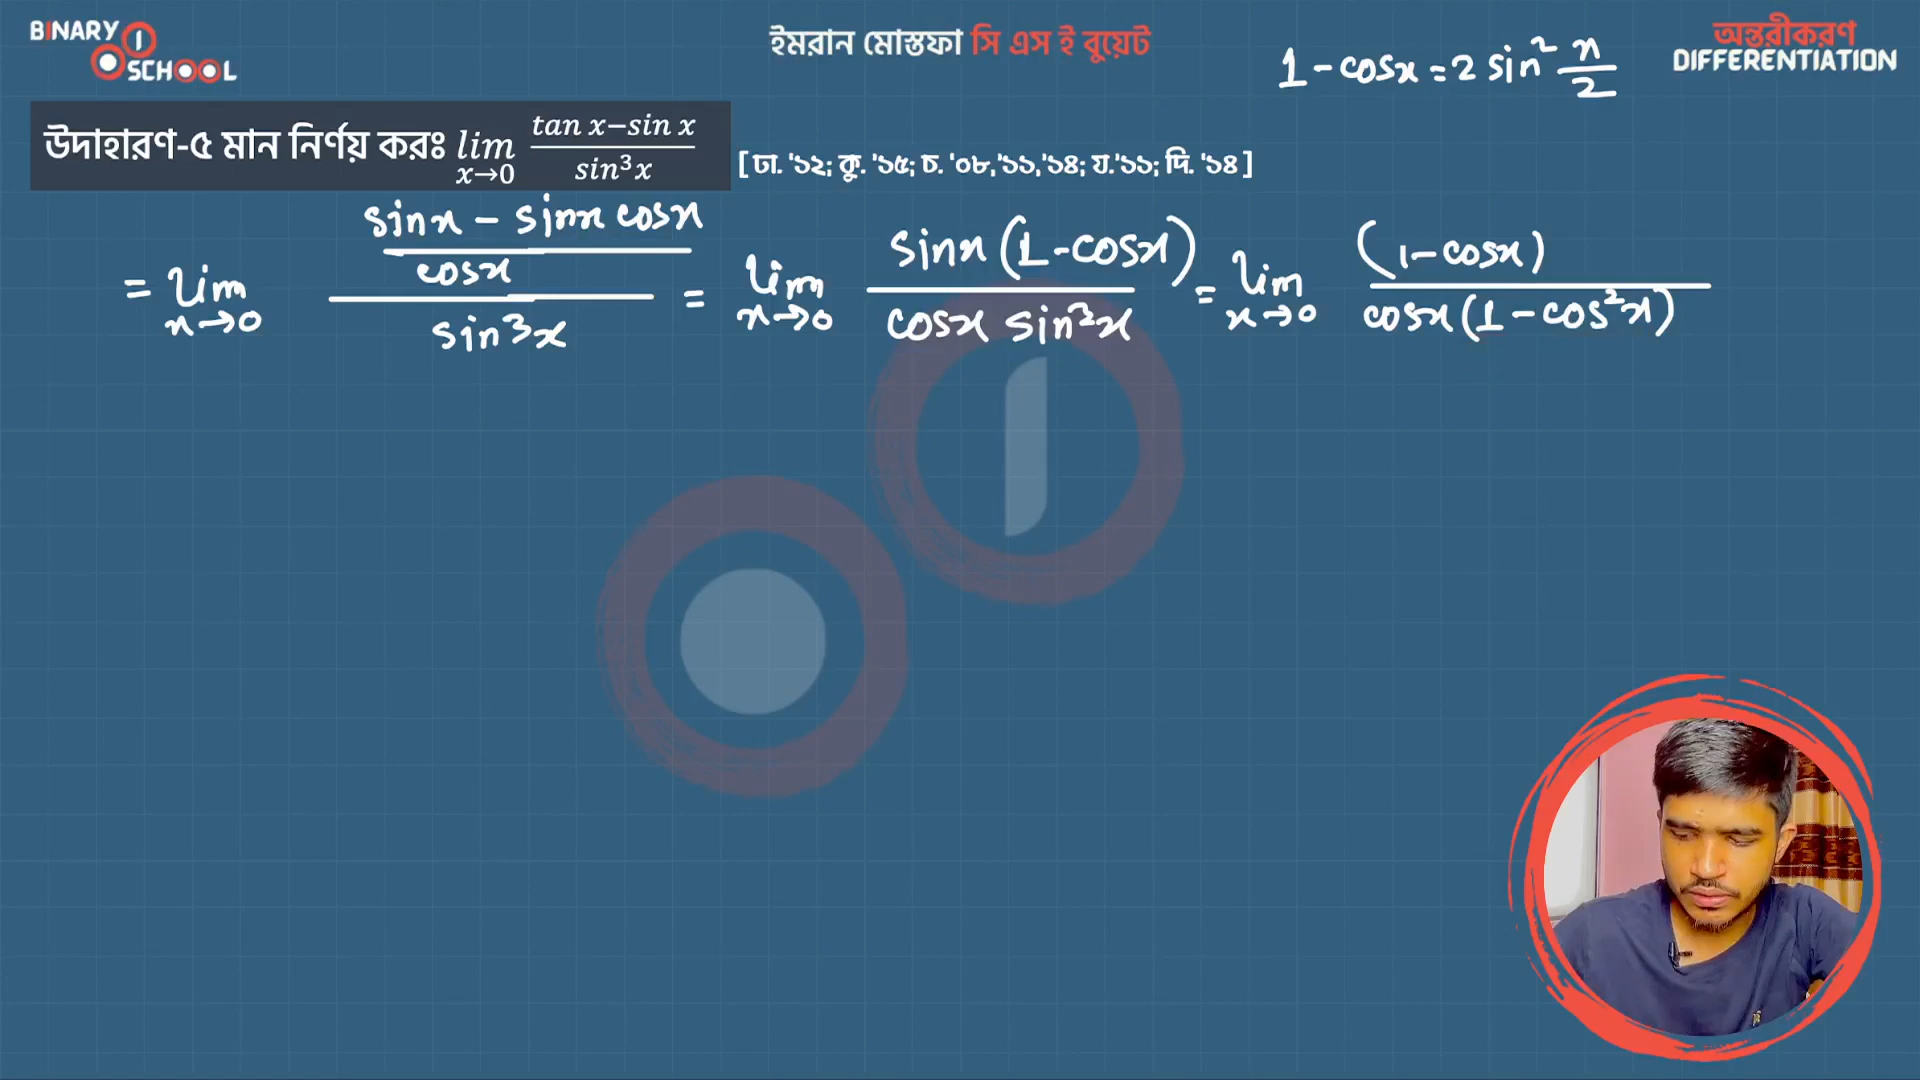 BINARY SCHOOL
ইমরান মোস্তফা সি এস ই বুয়েট
1 - cosx = 2 sin² x/2
অন্তরীকরণ
DIFFERENTIATION
উদাহরণ-৫ মান নির্ণয় করঃ lim x→0 (tan x−sin x)/(sin³x)
[ ঢা. '১২; কু. '১৫; চ. '০৮,'১১,'১৪; য.'১১; দি. '১৪ ]
= lim x→0 ((sinx - sinx cosx)/cosx)/(sin3x) = lim x→0 (sinx (1-cosx))/(cosx sin²x) = lim x→0 (1-cosx)/(cosx (1-cos²x))